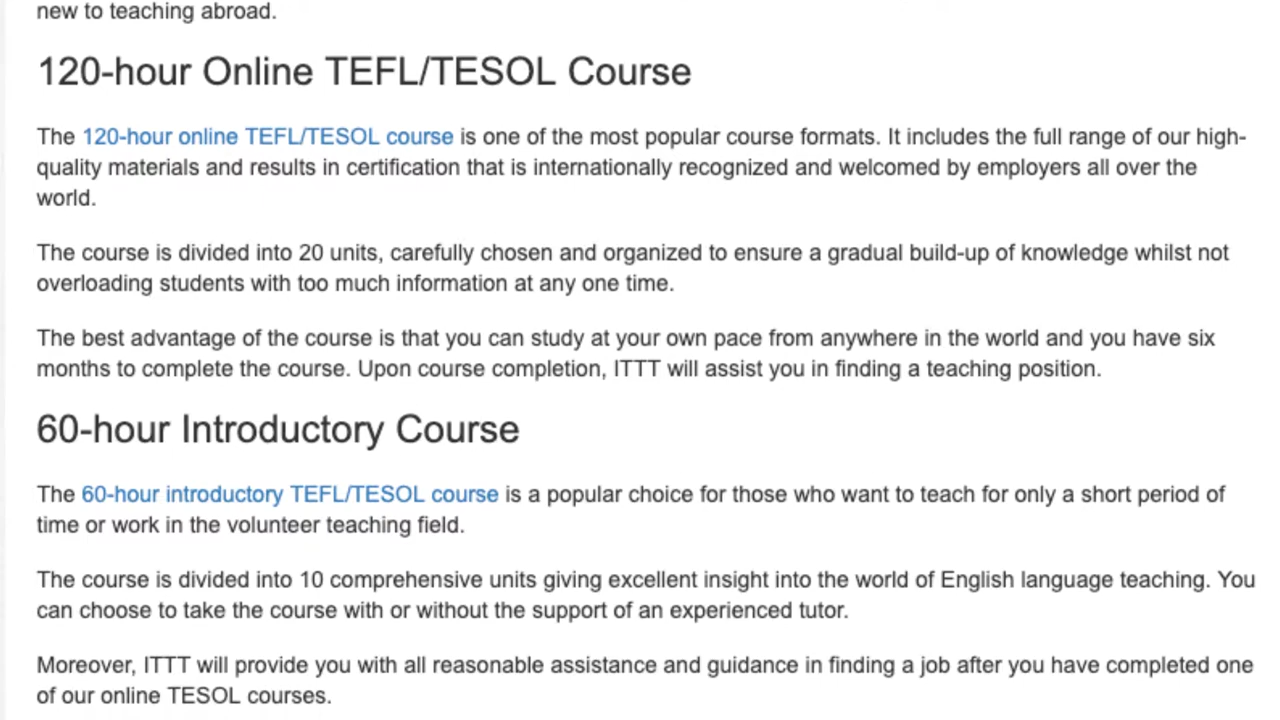 new to teaching abroad.
120-hour Online TEFL/TESOL Course
The 120-hour online TEFL/TESOL course is one of the most popular course formats. It includes the full range of our high-
quality materials and results in certification that is internationally recognized and welcomed by employers all over the
world.
The course is divided into 20 units, carefully chosen and organized to ensure a gradual build-up of knowledge whilst not
overloading students with too much information at any one time.
The best advantage of the course is that you can study at your own pace from anywhere in the world and you have six
months to complete the course. Upon course completion, ITTT will assist you in finding a teaching position.
60-hour Introductory Course
The 60-hour introductory TEFL/TESOL course is a popular choice for those who want to teach for only a short period of
time or work in the volunteer teaching field.
The course is divided into 10 comprehensive units giving excellent insight into the world of English language teaching. You
can choose to take the course with or without the support of an experienced tutor.
Moreover, ITTT will provide you with all reasonable assistance and guidance in finding a job after you have completed one
of our online TESOL courses.